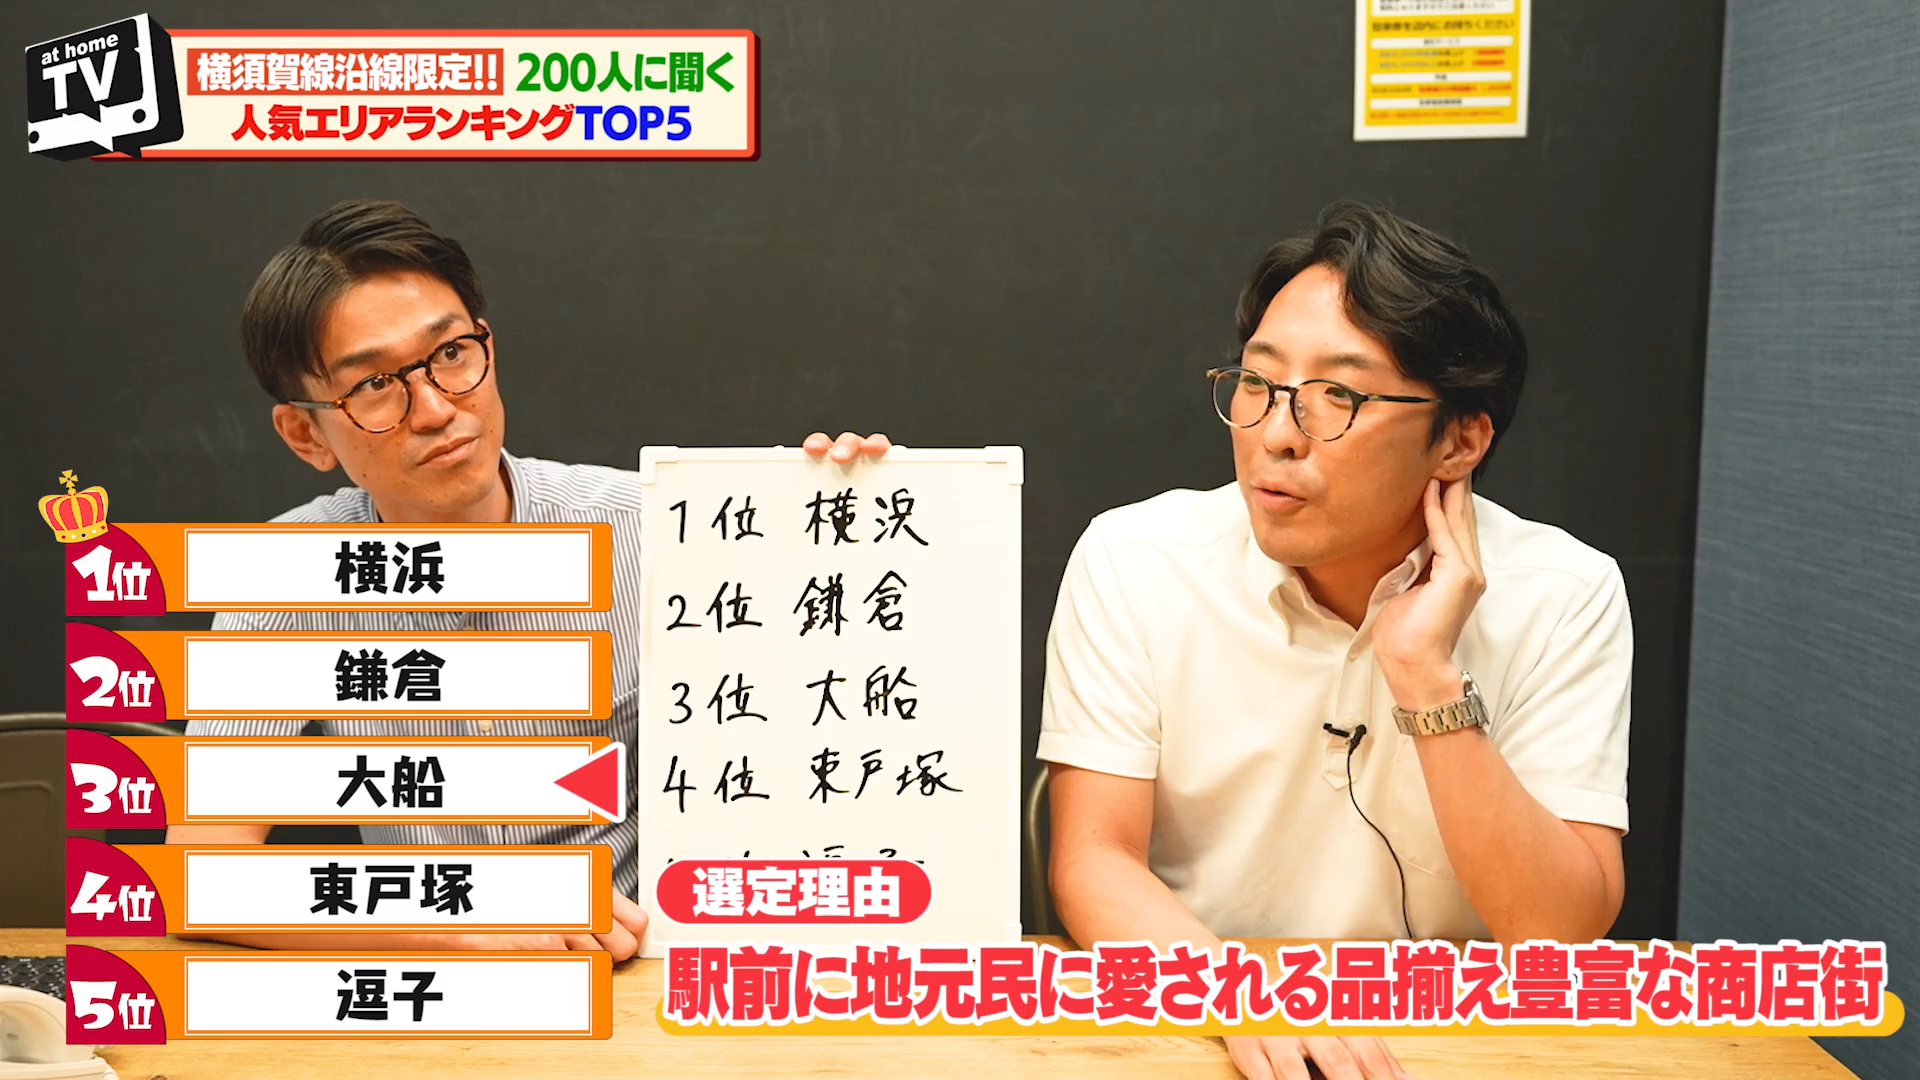 at home
TV
横須賀線沿線限定!! 200人に聞く
人気エリアランキングTOP5
1位 横浜
2位 鎌倉
3位 大船
4位 東戸塚
5位 逗子
1位 横浜
2位 鎌倉
3位 大船
4位 東戸塚
選定理由
駅前に地元民に愛される品揃え豊富な商店街